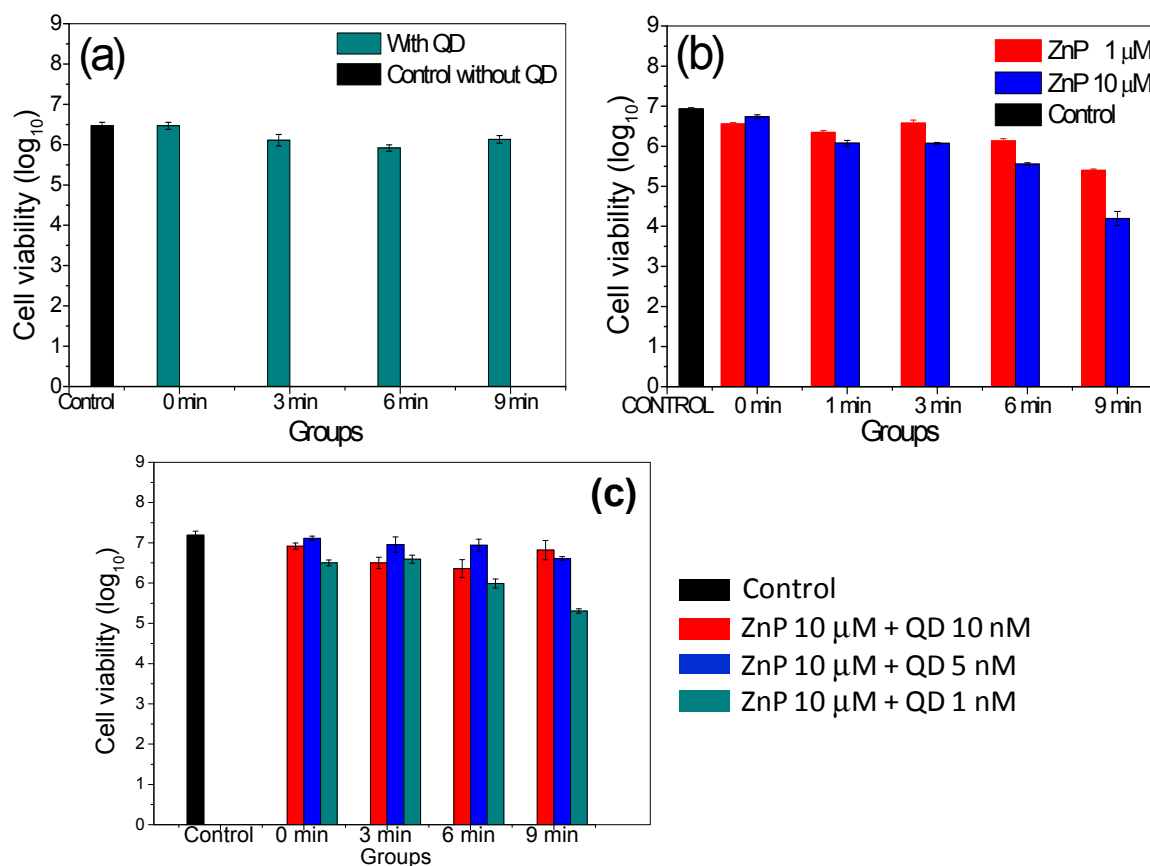 (a)
With QD
Control without QD
Cell viability (log10)
9
8
7
6
5
4
3
2
1
0
Control 0 min 3 min 6 min 9 min
Groups
(b)
ZnP 1 μM
ZnP 10 μM
Control
Cell viability (log10)
9
8
7
6
5
4
3
2
1
0
CONTROL 0 min 1 min 3 min 6 min 9 min
Groups
(c)
Cell viability (log10)
9
8
7
6
5
4
3
2
1
0
Control 0 min 3 min 6 min 9 min
Groups
Control
ZnP 10 μM + QD 10 nM
ZnP 10 μM + QD 5 nM
ZnP 10 μM + QD 1 nM